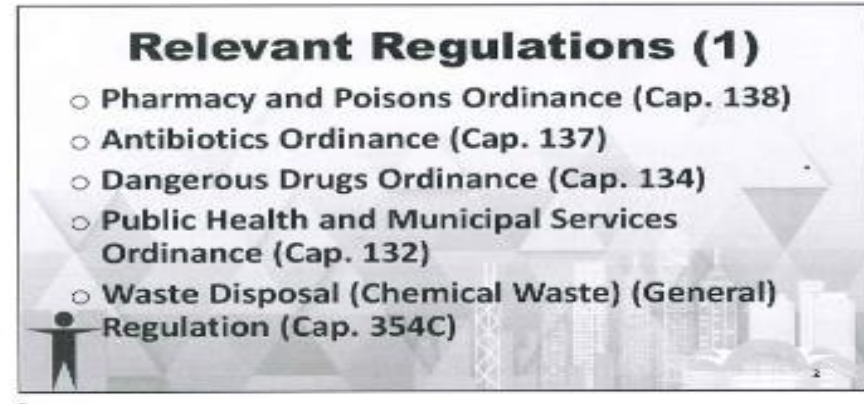 Relevant Regulations (1)
○ Pharmacy and Poisons Ordinance (Cap. 138)
○ Antibiotics Ordinance (Cap. 137)
○ Dangerous Drugs Ordinance (Cap. 134)
○ Public Health and Municipal Services
Ordinance (Cap. 132)
○ Waste Disposal (Chemical Waste) (General)
Regulation (Cap. 354C)
2